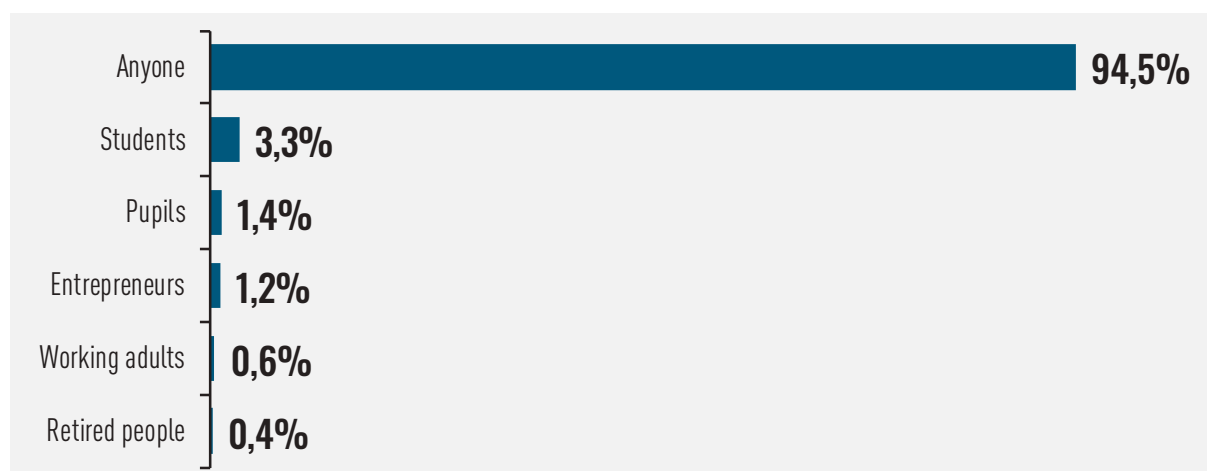 Anyone 94,5%
Students 3,3%
Pupils 1,4%
Entrepreneurs 1,2%
Working adults 0,6%
Retired people 0,4%